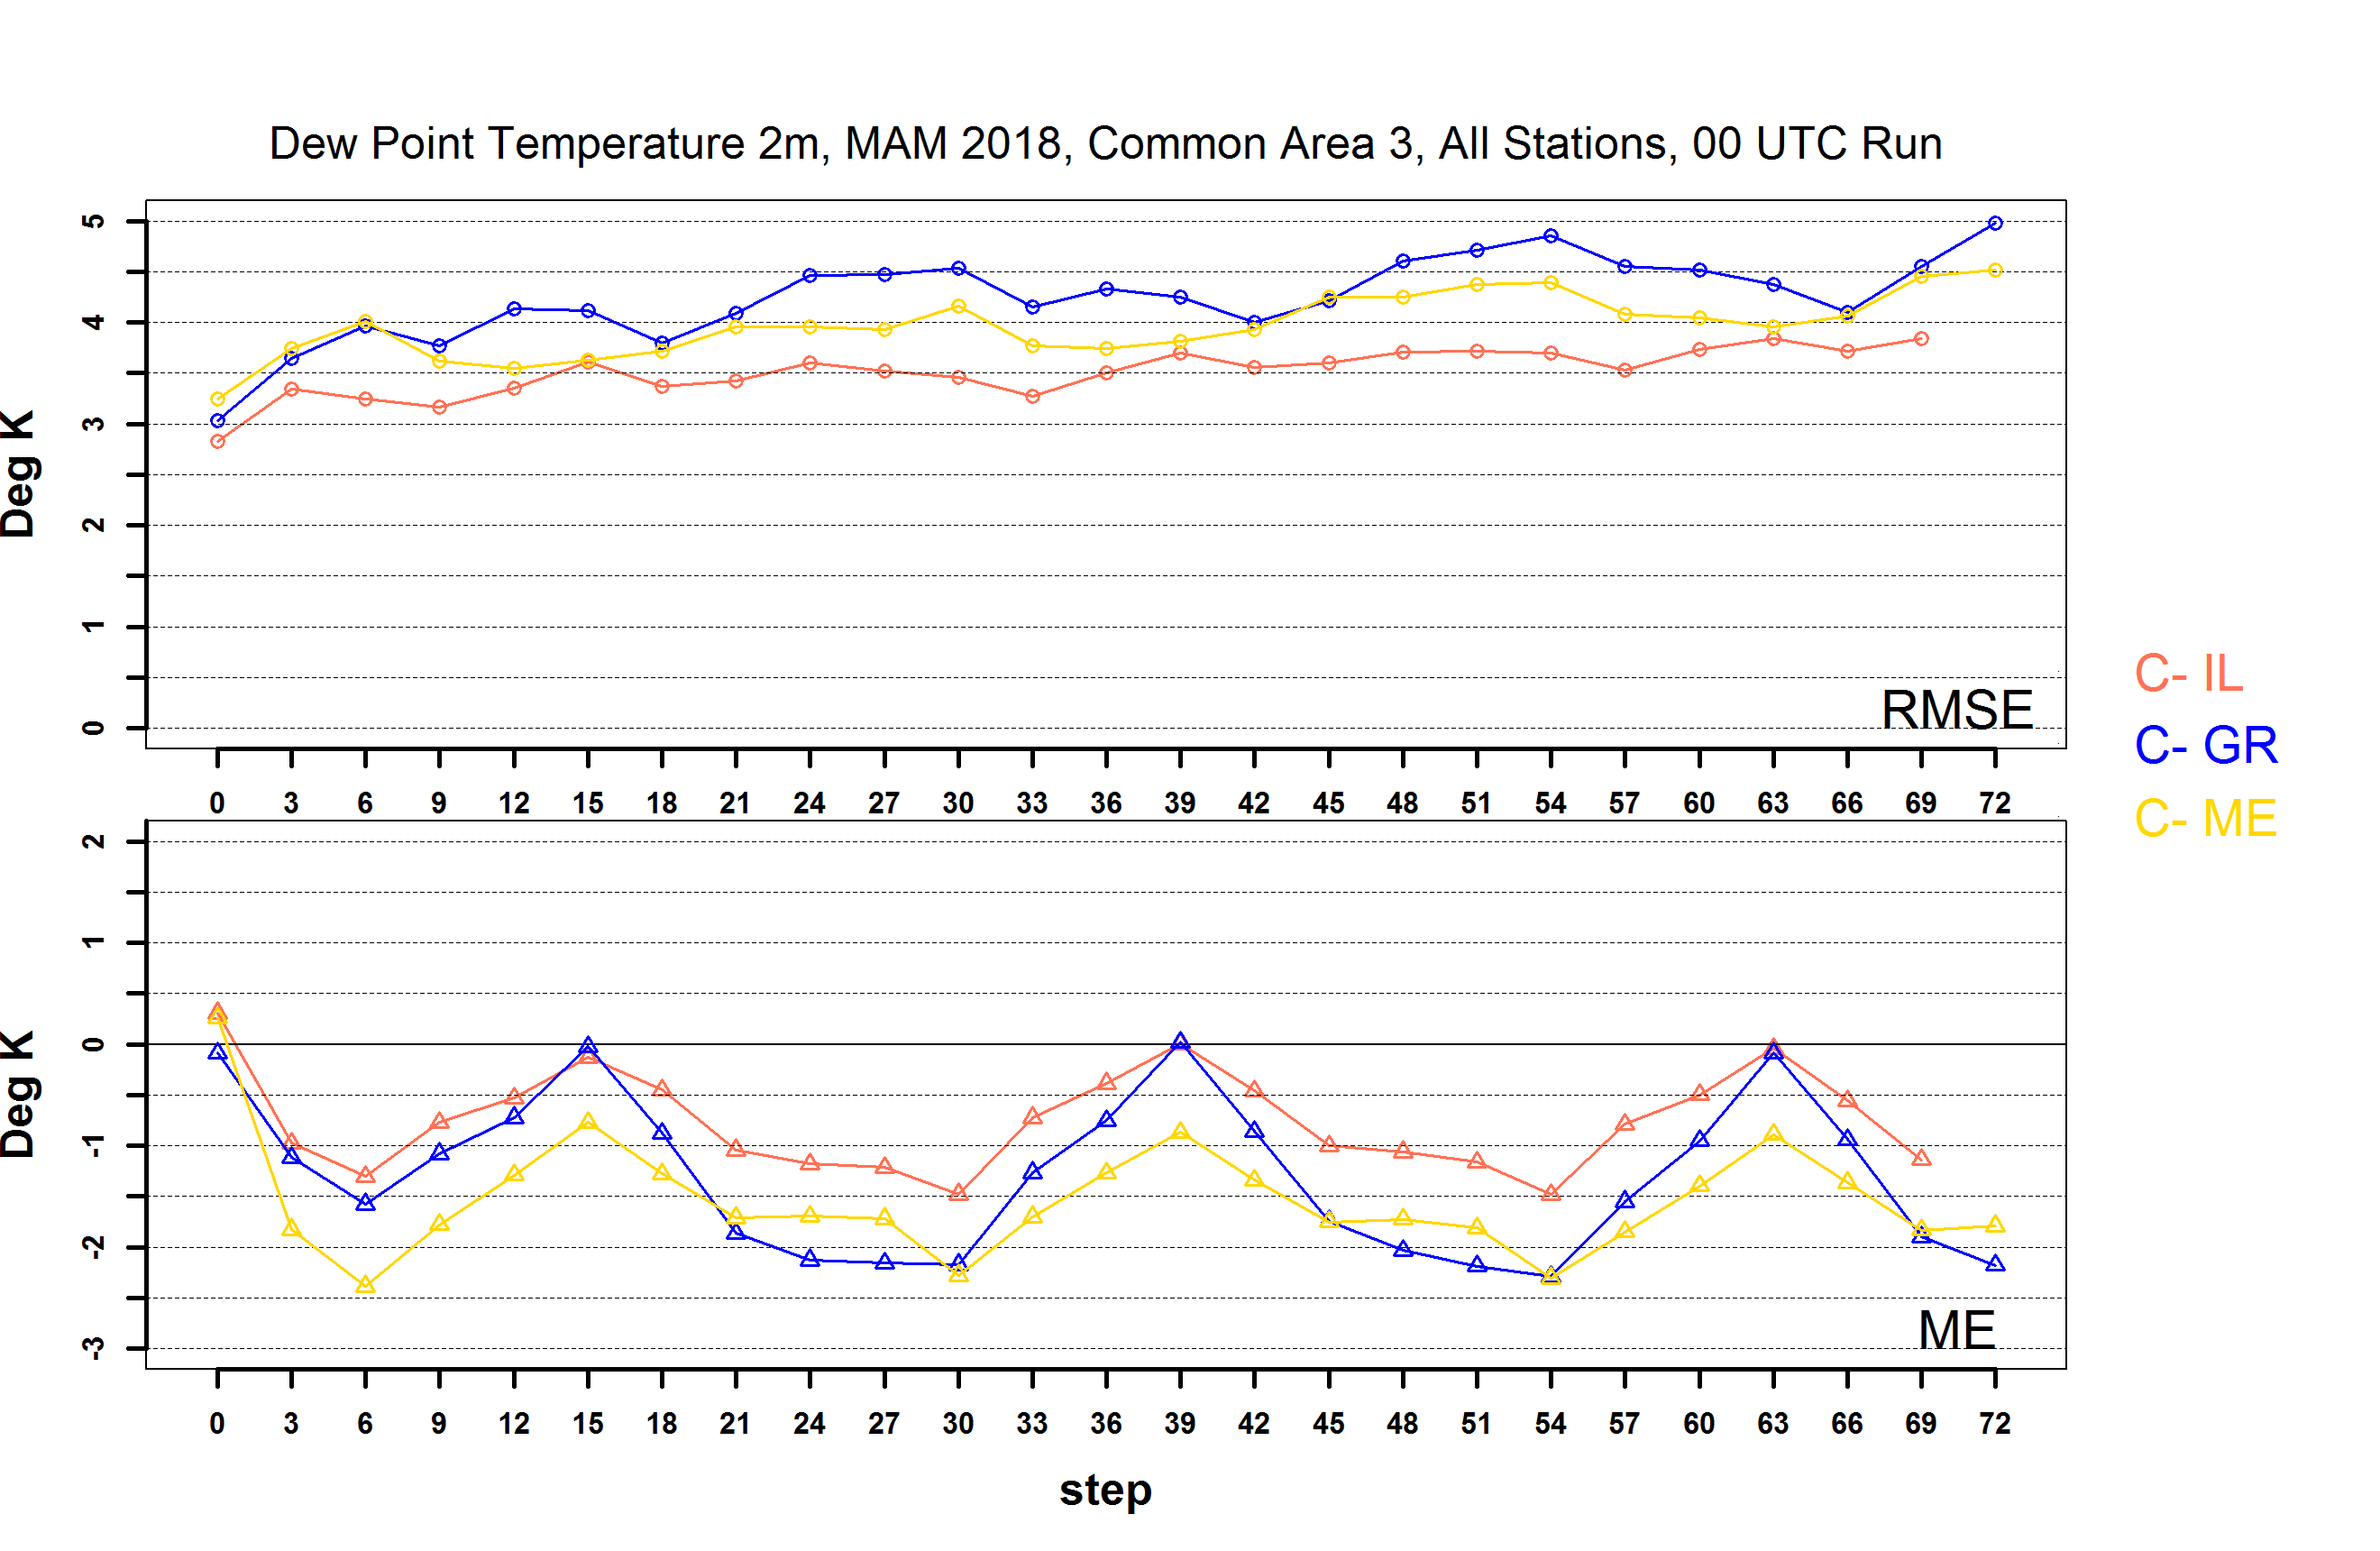 Dew Point Temperature 2m, MAM 2018, Common Area 3, All Stations, 00 UTC Run
Deg K
5
4
3
2
1
0
RMSE
0 3 6 9 12 15 18 21 24 27 30 33 36 39 42 45 48 51 54 57 60 63 66 69 72
C- IL
C- GR
C- ME
Deg K
2
1
0
-1
-2
-3
ME
0 3 6 9 12 15 18 21 24 27 30 33 36 39 42 45 48 51 54 57 60 63 66 69 72
step